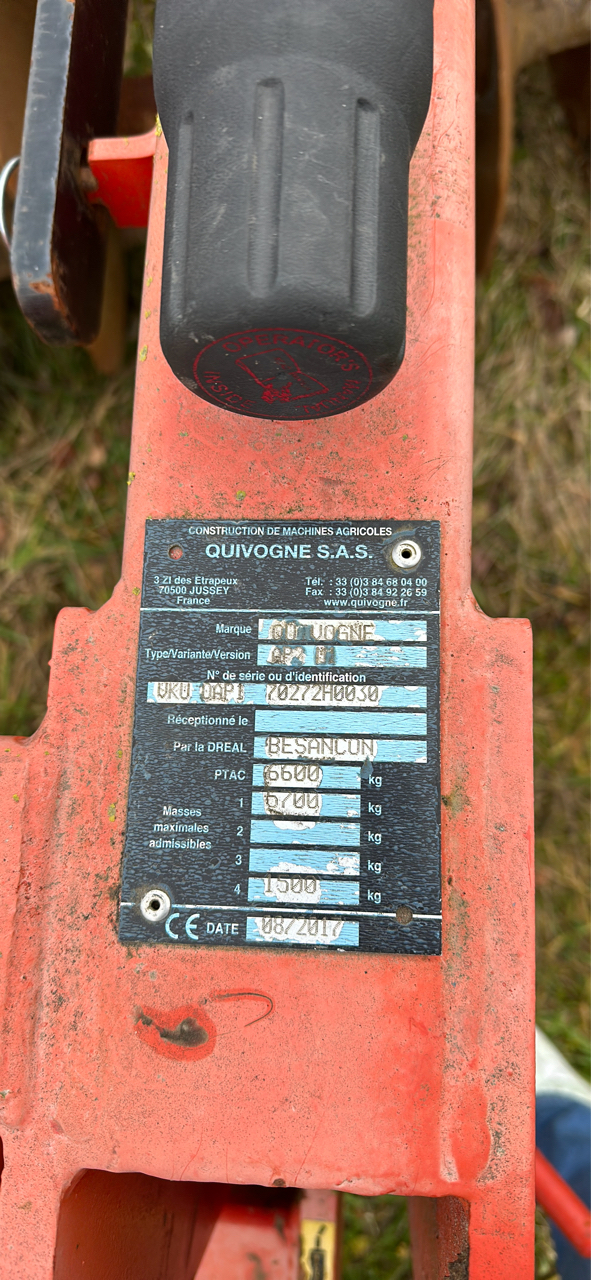 OPERATOR'S
CONSTRUCTION DE MACHINES AGRICOLES
QUIVOGNE S.A.S.
3 ZI des Etrapeux
70500 JUSSEY
France
Tél. : 33 (0)3 84 68 04 00
Fax : 33 (0)3 84 92 26 59
www.quivogne.fr
Marque QUIVOGNE
Type/Variante/Version
N° de série ou d'identification
VKU DAPI 70272H0030
Réceptionné le
Par la DREAL BESANCON
PTAC 6600 kg
Masses maximales admissibles
1 6700 kg
2 kg
3 kg
4 1500 kg
CE DATE 08/2017